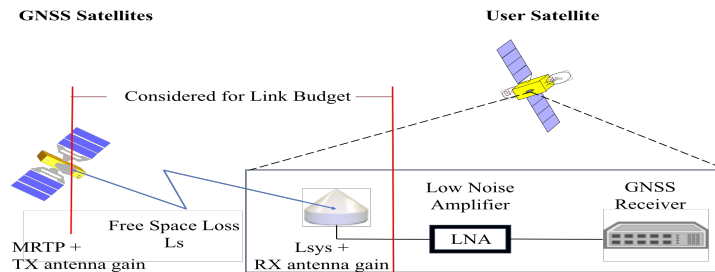 GNSS Satellites
User Satellite
Considered for Link Budget
Free Space Loss
Ls
MRTP +
TX antenna gain
Lsys +
RX antenna gain
Low Noise
Amplifier
LNA
GNSS
Receiver